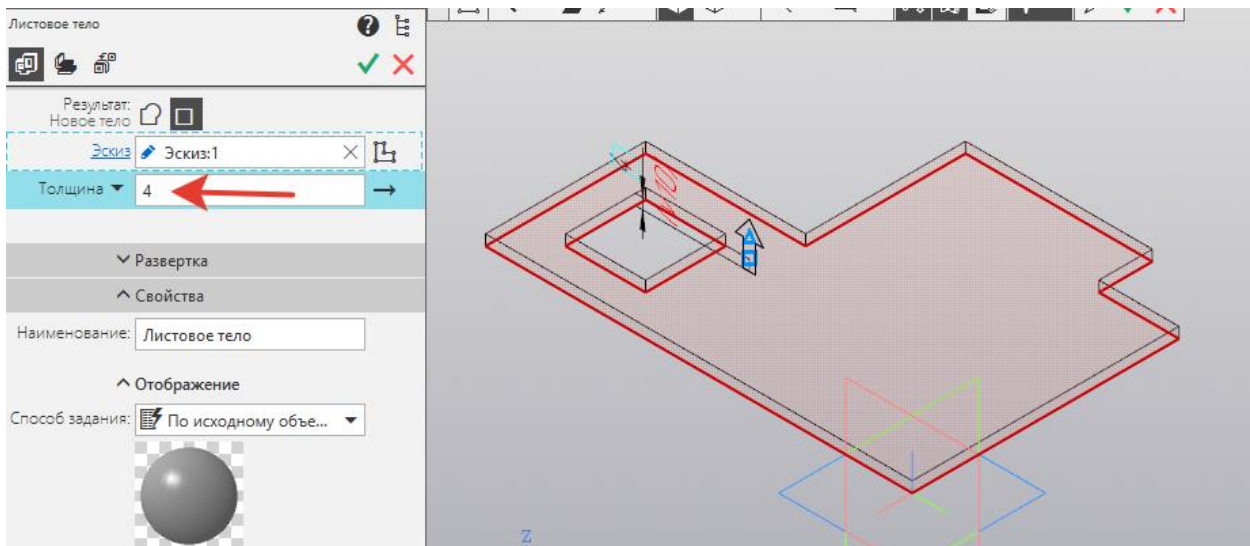 Листовое тело
Результат:
Новое тело
Эскиз Эскиз:1
Толщина 4
Развертка
Свойства
Наименование: Листовое тело
Отображение
Способ задания: По исходному объе...
Z